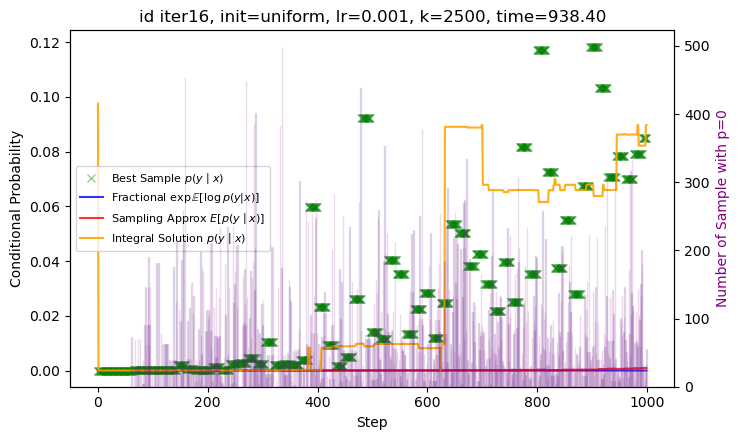 id iter16, init=uniform, lr=0.001, k=2500, time=938.40
0.12
0.10
0.08
0.06
0.04
0.02
0.00
Conditional Probability
Best Sample p(y | x)
Fractional exp𝔼[log p(y|x)]
Sampling Approx E[p(y | x)]
Integral Solution p(y | x)
500
400
300
200
100
0
Number of Sample with p=0
0 200 400 600 800 1000
Step